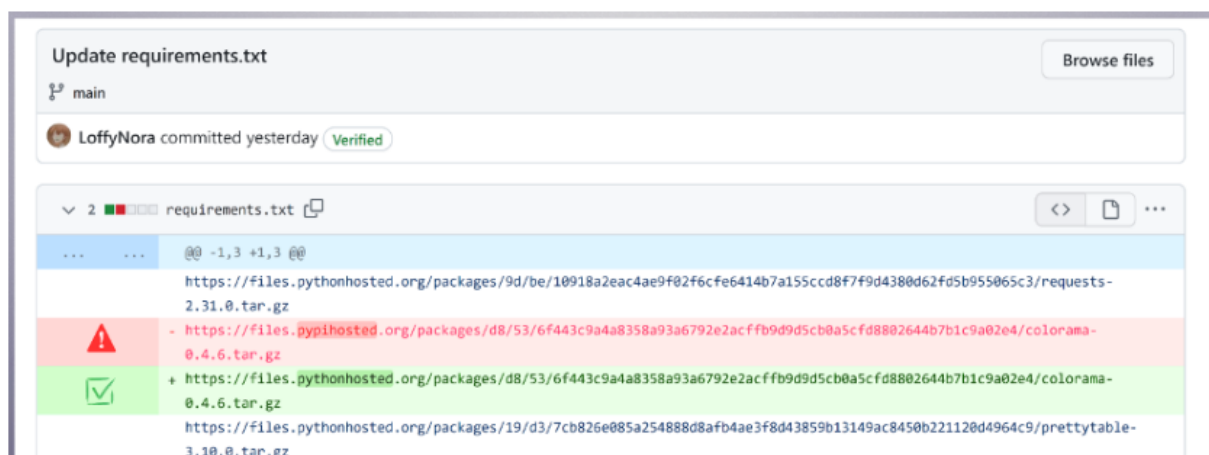 Update requirements.txt
Browse files
main
LoffyNora committed yesterday Verified
2 requirements.txt
... ... @@ -1,3 +1,3 @@
https://files.pythonhosted.org/packages/9d/be/10918a2eac4ae9f02f6cfe6414b7a155ccd8f7f9d4380d62fd5b955065c3/requests-
2.31.0.tar.gz
- https://files.pypihosted.org/packages/d8/53/6f443c9a4a8358a93a6792e2acffb9d9d5cb0a5cfd8802644b7b1c9a02e4/colorama-
0.4.6.tar.gz
+ https://files.pythonhosted.org/packages/d8/53/6f443c9a4a8358a93a6792e2acffb9d9d5cb0a5cfd8802644b7b1c9a02e4/colorama-
0.4.6.tar.gz
https://files.pythonhosted.org/packages/19/d3/7cb826e085a254888d8afb4ae3f8d43859b13149ac8450b221120d4964c9/prettytable-
3.10.0.tar.gz